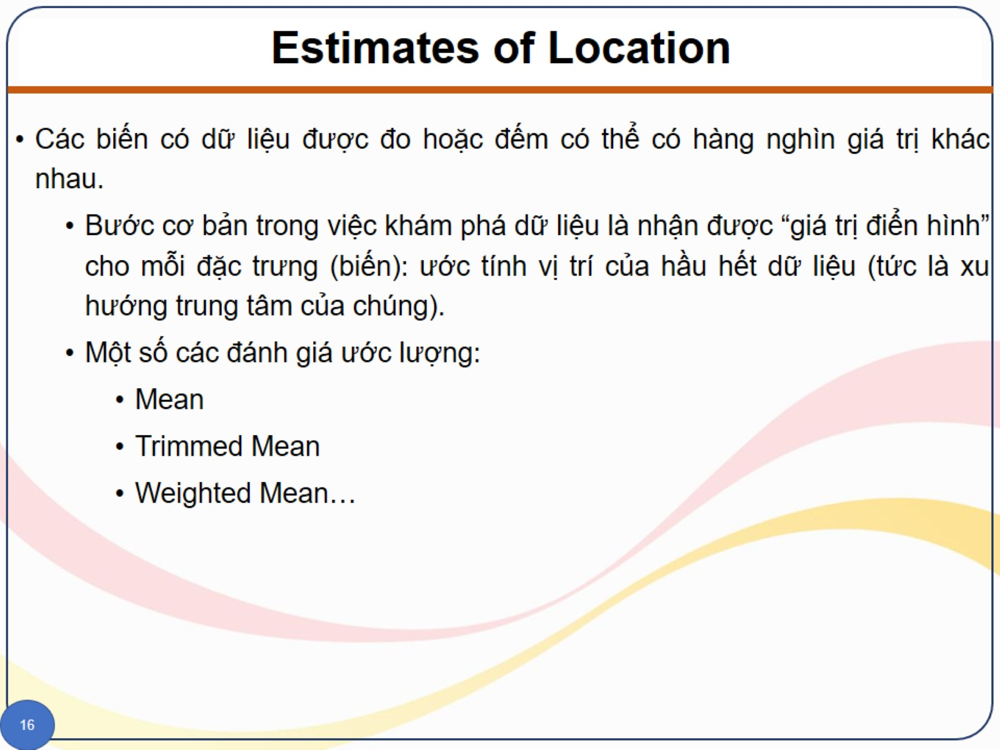 Estimates of Location
• Các biến có dữ liệu được đo hoặc đếm có thể có hàng nghìn giá trị khác
nhau.
• Bước cơ bản trong việc khám phá dữ liệu là nhận được “giá trị điển hình”
cho mỗi đặc trưng (biến): ước tính vị trí của hầu hết dữ liệu (tức là xu
hướng trung tâm của chúng).
• Một số các đánh giá ước lượng:
• Mean
• Trimmed Mean
• Weighted Mean…
16